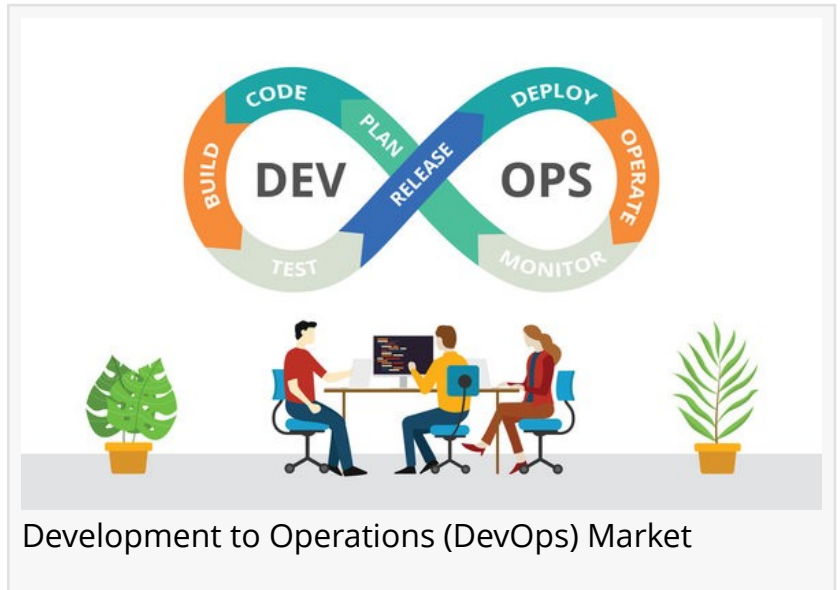 CODE
PLAN
BUILD
DEV
TEST
RELEASE
DEPLOY
OPS
OPERATE
MONITOR
Development to Operations (DevOps) Market